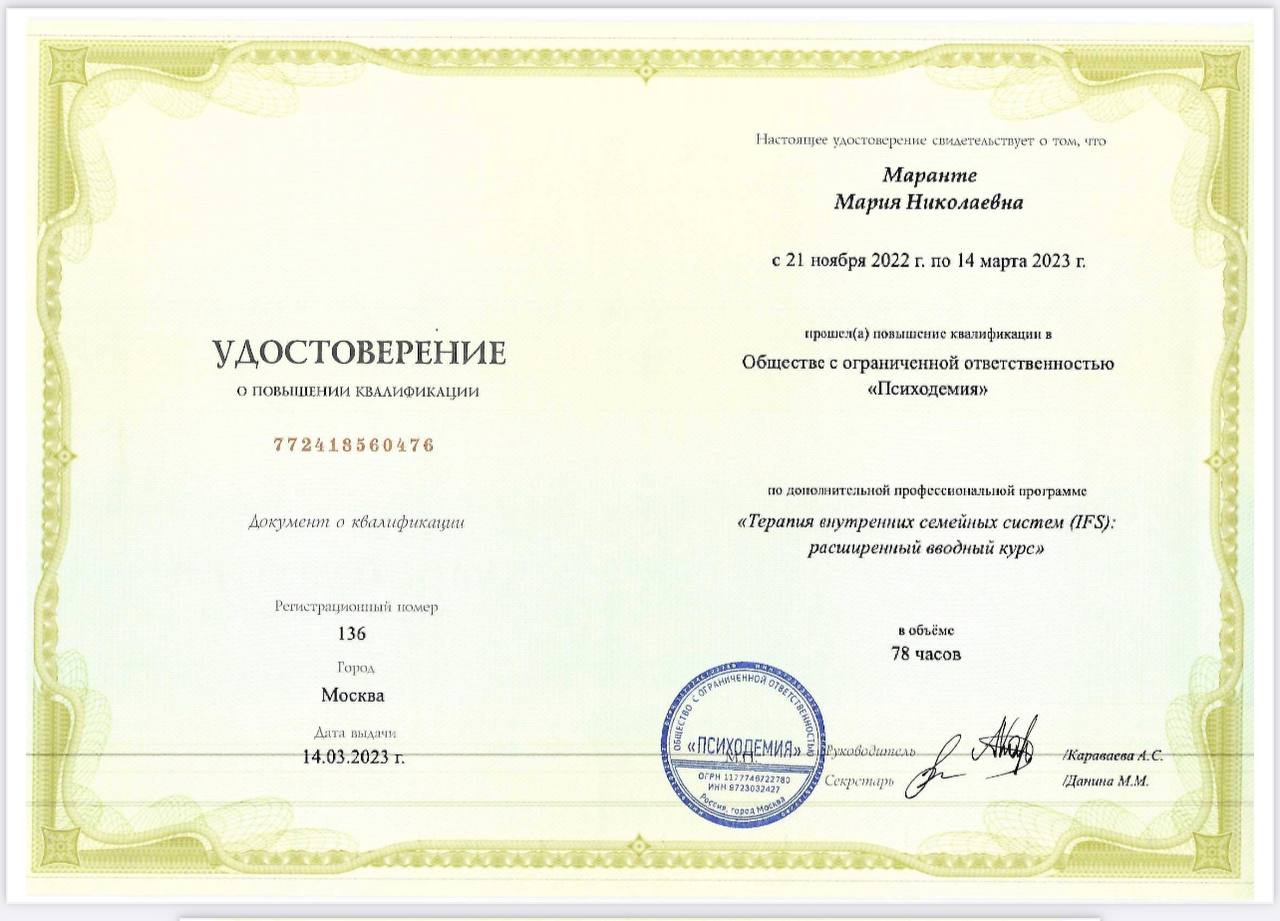 УДОСТОВЕРЕНИЕ
О ПОВЫШЕНИИ КВАЛИФИКАЦИИ
772418560476
Документ о квалификации
Регистрационный номер
136
Город
Москва
Дата выдачи
14.03.2023 г.
Настоящее удостоверение свидетельствует о том, что
Маранте
Мария Николаевна
с 21 ноября 2022 г. по 14 марта 2023 г.
прошел(а) повышение квалификации в
Обществе с ограниченной ответственностью
«Психодемия»
по дополнительной профессиональной программе
«Терапия внутренних семейных систем (IFS):
расширенный вводный курс»
в объёме
78 часов
ОБЩЕСТВО С ОГРАНИЧЕННОЙ ОТВЕТСТВЕННОСТЬЮ
«ПСИХОДЕМИЯ»
М.П.
ОГРН 1177746722780
ИНН 9723032427
Россия, город Москва
Руководитель /Караваева А.С.
Секретарь /Данина М.М.